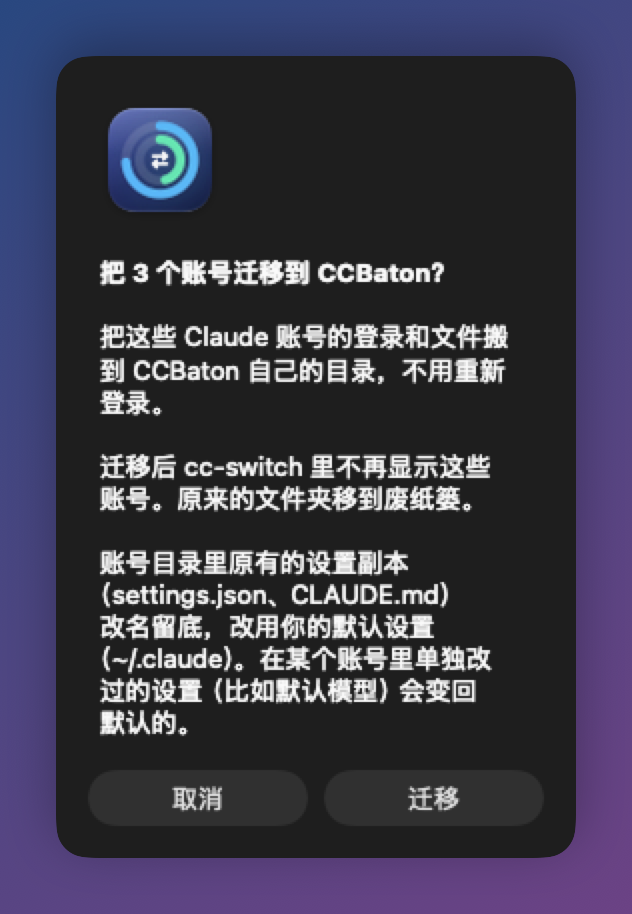 把 3 个账号迁移到 CCBaton?
把这些 Claude 账号的登录和文件搬
到 CCBaton 自己的目录，不用重新
登录。
迁移后 cc-switch 里不再显示这些
账号。原来的文件夹移到废纸篓。
账号目录里原有的设置副本
（settings.json、CLAUDE.md）
改名留底，改用你的默认设置
（~/.claude）。在某个账号里单独改
过的设置（比如默认模型）会变回
默认的。
取消
迁移